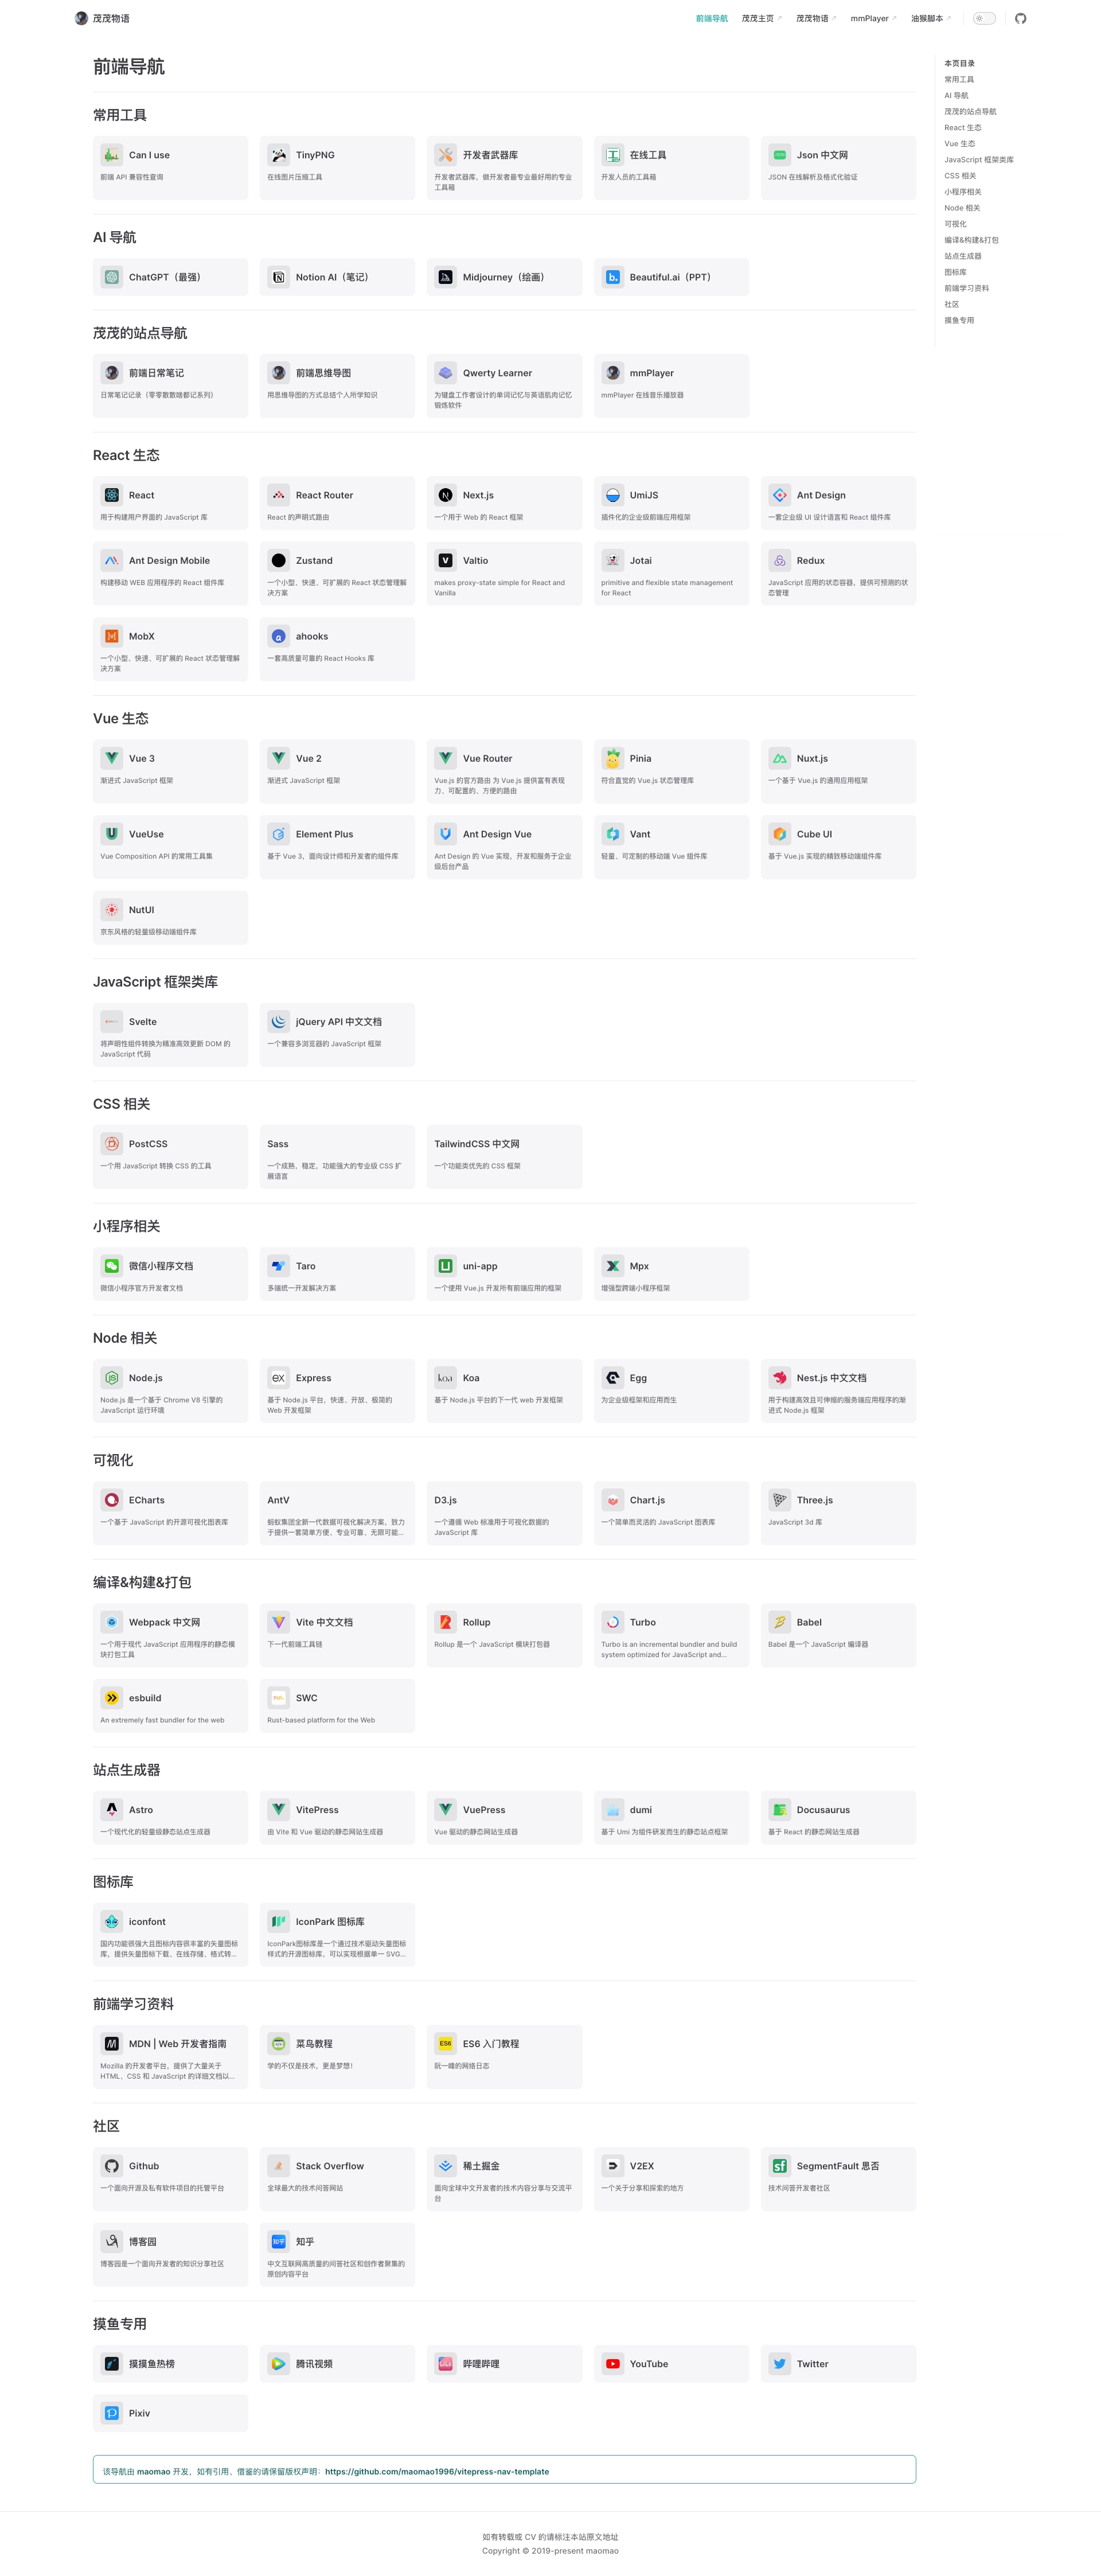 茂茂物语
前端导航
茂茂主页
茂茂物语
mmPlayer
油猴脚本
前端导航
本页目录
常用工具
AI 导航
茂茂的站点导航
React 生态
Vue 生态
JavaScript 框架类库
CSS 相关
小程序相关
Node 相关
可视化
编译&构建&打包
站点生成器
图标库
前端学习资料
社区
摸鱼专用
常用工具
Can I use
前端 API 兼容性查询
TinyPNG
在线图片压缩工具
开发者武器库
开发者武器库，做开发者最专业最好用的专业
工具箱
在线工具
开发人员的工具箱
Json 中文网
JSON 在线解析及格式化验证
AI 导航
ChatGPT（最强）
Notion AI（笔记）
Midjourney（绘画）
Beautiful.ai（PPT）
茂茂的站点导航
前端日常笔记
日常笔记记录（零零散散啥都记系列）
前端思维导图
用思维导图的方式总结个人所学知识
Qwerty Learner
为键盘工作者设计的单词记忆与英语肌肉记忆
锻炼软件
mmPlayer
mmPlayer 在线音乐播放器
React 生态
React
用于构建用户界面的 JavaScript 库
React Router
React 的声明式路由
Next.js
一个用于 Web 的 React 框架
UmiJS
插件化的企业级前端应用框架
Ant Design
一套企业级 UI 设计语言和 React 组件库
Ant Design Mobile
构建移动 WEB 应用程序的 React 组件库
Zustand
一个小型、快速、可扩展的 React 状态管理解
决方案
Valtio
makes proxy-state simple for React and
Vanilla
Jotai
primitive and flexible state management
for React
Redux
JavaScript 应用的状态容器，提供可预测的状
态管理
MobX
一个小型、快速、可扩展的 React 状态管理解
决方案
ahooks
一套高质量可靠的 React Hooks 库
Vue 生态
Vue 3
渐进式 JavaScript 框架
Vue 2
渐进式 JavaScript 框架
Vue Router
Vue.js 的官方路由 为 Vue.js 提供富有表现
力、可配置的、方便的路由
Pinia
符合直觉的 Vue.js 状态管理库
Nuxt.js
一个基于 Vue.js 的通用应用框架
VueUse
Vue Composition API 的常用工具集
Element Plus
基于 Vue 3，面向设计师和开发者的组件库
Ant Design Vue
Ant Design 的 Vue 实现，开发和服务于企业
级后台产品
Vant
轻量、可定制的移动端 Vue 组件库
Cube UI
基于 Vue.js 实现的精致移动端组件库
NutUI
京东风格的轻量级移动端组件库
JavaScript 框架类库
Svelte
将声明性组件转换为精准高效更新 DOM 的
JavaScript 代码
jQuery API 中文文档
一个兼容多浏览器的 JavaScript 框架
CSS 相关
PostCSS
一个用 JavaScript 转换 CSS 的工具
Sass
一个成熟、稳定、功能强大的专业级 CSS 扩
展语言
TailwindCSS 中文网
一个功能类优先的 CSS 框架
小程序相关
微信小程序文档
微信小程序官方开发者文档
Taro
多端统一开发解决方案
uni-app
一个使用 Vue.js 开发所有前端应用的框架
Mpx
增强型跨端小程序框架
Node 相关
Node.js
Node.js 是一个基于 Chrome V8 引擎的
JavaScript 运行环境
Express
基于 Node.js 平台，快速、开放、极简的
Web 开发框架
Koa
基于 Node.js 平台的下一代 web 开发框架
Egg
为企业级框架和应用而生
Nest.js 中文文档
用于构建高效且可伸缩的服务端应用程序的渐
进式 Node.js 框架
可视化
ECharts
一个基于 JavaScript 的开源可视化图表库
AntV
蚂蚁集团全新一代数据可视化解决方案，致力
于提供一套简单方便、专业可靠、无限可能...
D3.js
一个遵循 Web 标准用于可视化数据的
JavaScript 库
Chart.js
一个简单而灵活的 JavaScript 图表库
Three.js
JavaScript 3d 库
编译&构建&打包
Webpack 中文网
一个用于现代 JavaScript 应用程序的静态模
块打包工具
Vite 中文文档
下一代前端工具链
Rollup
Rollup 是一个 JavaScript 模块打包器
Turbo
Turbo is an incremental bundler and build
system optimized for JavaScript and...
Babel
Babel 是一个 JavaScript 编译器
esbuild
An extremely fast bundler for the web
SWC
Rust-based platform for the Web
站点生成器
Astro
一个现代化的轻量级静态站点生成器
VitePress
由 Vite 和 Vue 驱动的静态网站生成器
VuePress
Vue 驱动的静态网站生成器
dumi
基于 Umi 为组件研发而生的静态站点框架
Docusaurus
基于 React 的静态网站生成器
图标库
iconfont
国内功能很强大且图标内容很丰富的矢量图标
库，提供矢量图标下载、在线存储、格式转...
IconPark 图标库
IconPark图标库是一个通过技术驱动矢量图标
样式的开源图标库，可以实现根据单一 SVG...
前端学习资料
MDN | Web 开发者指南
Mozilla 的开发者平台，提供了大量关于
HTML、CSS 和 JavaScript 的详细文档以...
菜鸟教程
学的不仅是技术，更是梦想！
ES6
ES6 入门教程
阮一峰的网络日志
社区
Github
一个面向开源及私有软件项目的托管平台
Stack Overflow
全球最大的技术问答网站
稀土掘金
面向全球中文开发者的技术内容分享与交流平
台
V2EX
一个关于分享和探索的地方
SegmentFault 思否
技术问答开发者社区
博客园
博客园是一个面向开发者的知识分享社区
知乎
知乎
中文互联网高质量的问答社区和创作者聚集的
原创内容平台
摸鱼专用
摸摸鱼热榜
腾讯视频
哔哩哔哩
YouTube
Twitter
Pixiv
该导航由 maomao 开发，如有引用、借鉴的请保留版权声明：https://github.com/maomao1996/vitepress-nav-template
如有转载或 CV 的请标注本站原文地址
Copyright © 2019-present maomao